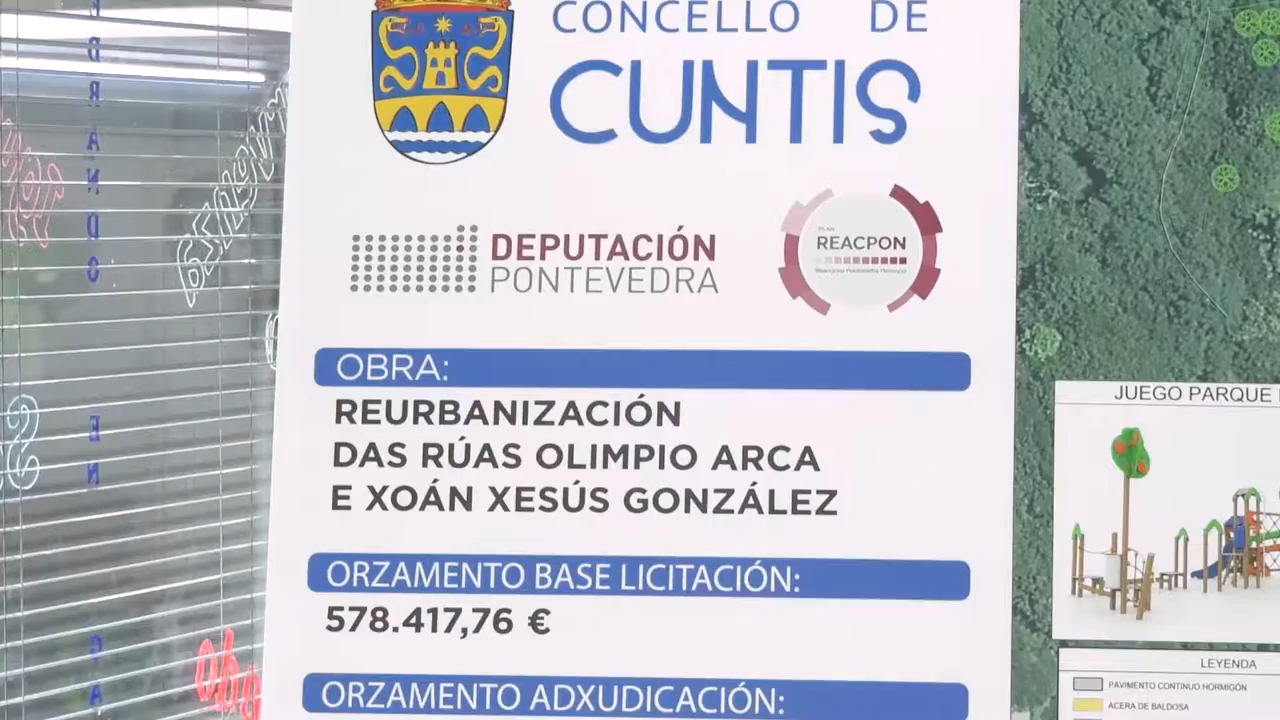 CONCELLO DE
CUNTIS
DEPUTACIÓN
PONTEVEDRA
PLAN
REACPON
OBRA:
REURBANIZACIÓN
DAS RÚAS OLIMPIO ARCA
E XOÁN XESÚS GONZÁLEZ
ORZAMENTO BASE LICITACIÓN:
578.417,76 €
ORZAMENTO ADXUDICACIÓN:
JUEGO PARQUE
LEYENDA
PAVIMENTO CONTINUO HORMIGÓN
ACERA DE BALDOSA